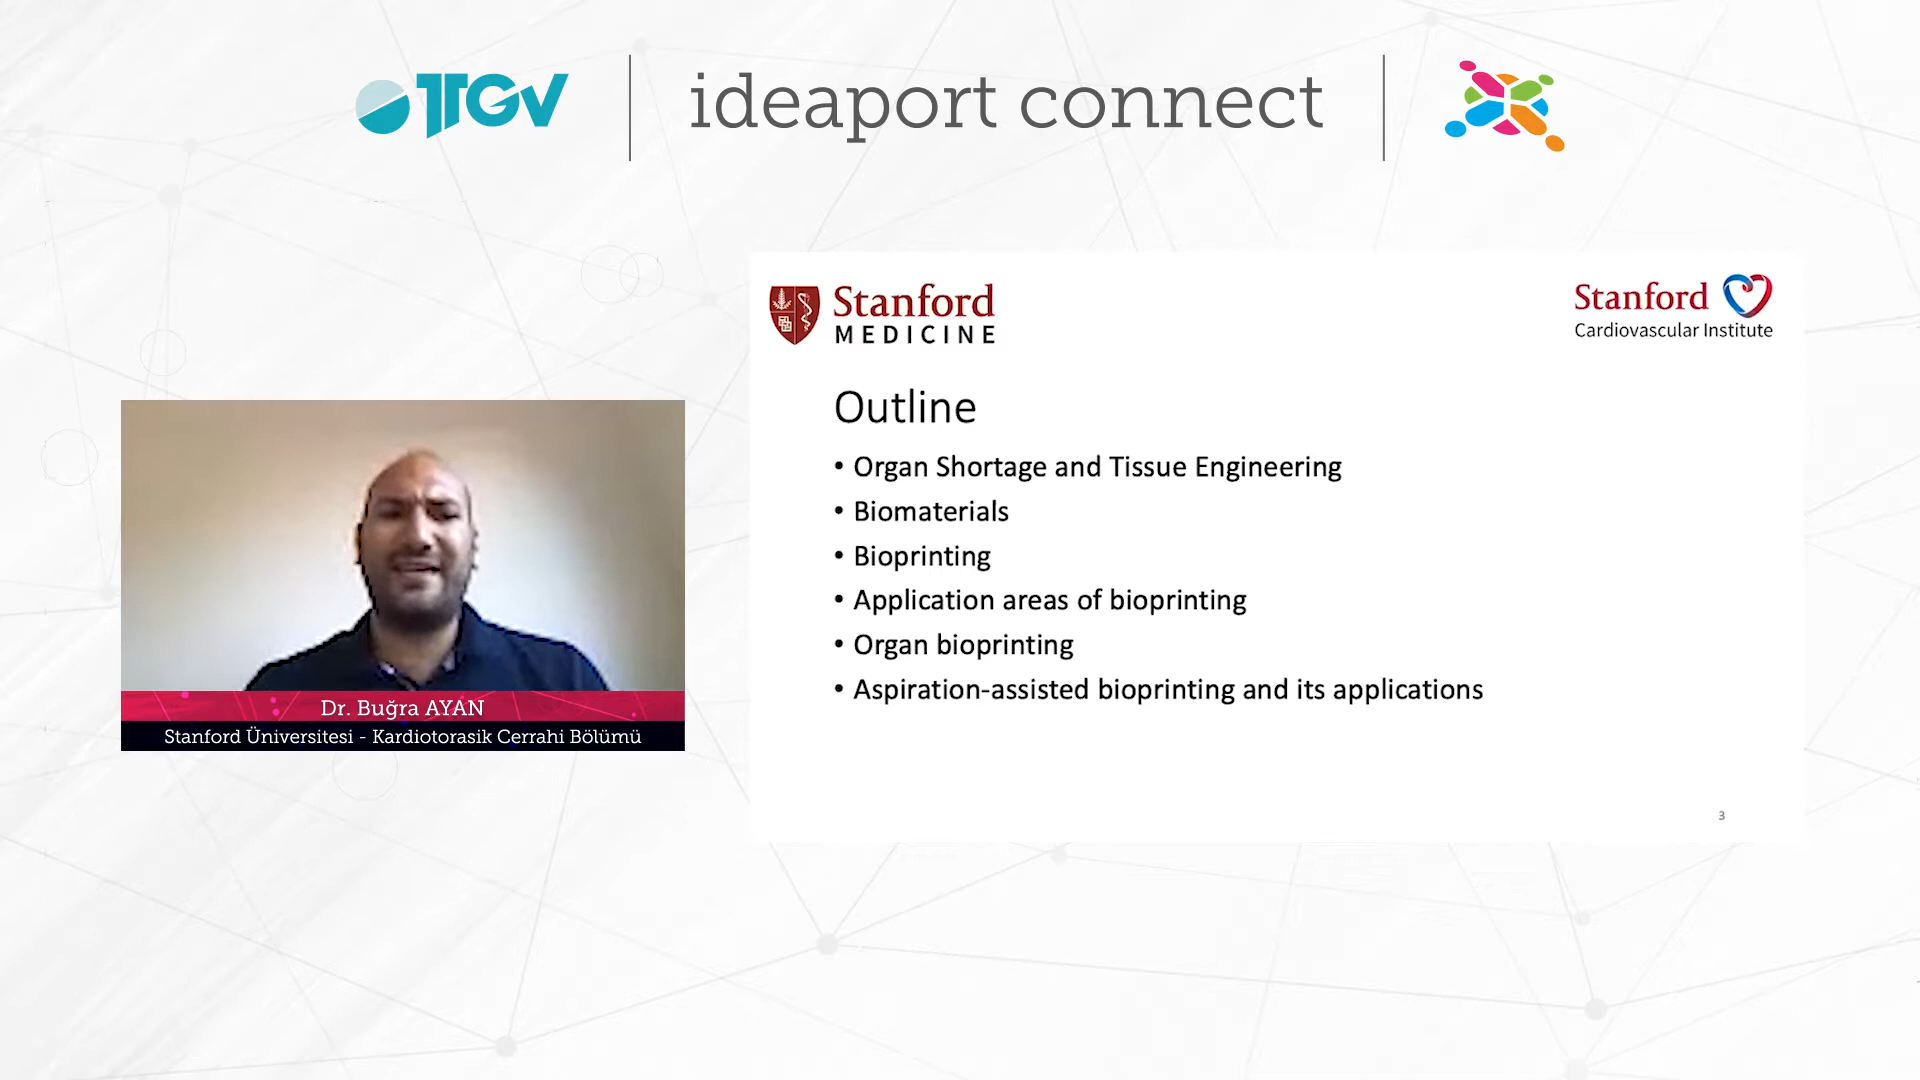 TTGV
ideaport connect
Stanford
MEDICINE
Stanford
Cardiovascular Institute
Outline
• Organ Shortage and Tissue Engineering
• Biomaterials
• Bioprinting
• Application areas of bioprinting
• Organ bioprinting
• Aspiration-assisted bioprinting and its applications
3
Dr. Buğra AYAN
Stanford Üniversitesi - Kardiotorasik Cerrahi Bölümü